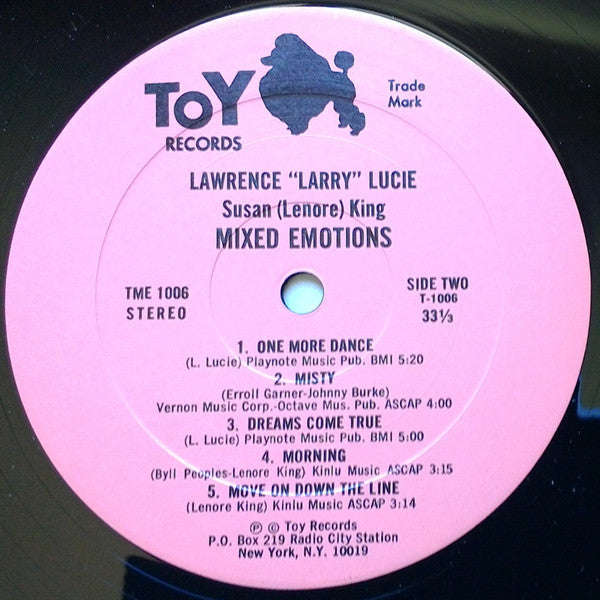 ToY
RECORDS
Trade
Mark
LAWRENCE "LARRY" LUCIE
Susan (Lenore) King
MIXED EMOTIONS
TME 1006
STEREO
SIDE TWO
T-1006
33⅓
1. ONE MORE DANCE
(L. Lucie) Playnote Music Pub. BMI 5:20
2. MISTY
(Erroll Garner-Johnny Burke)
Vernon Music Corp.-Octave Mus. Pub. ASCAP 4:00
3. DREAMS COME TRUE
(L. Lucie) Playnote Music Pub. BMI 5:00
4. MORNING
(Byll Peoples-Lenore King) Kinlu Music ASCAP 3:15
5. MOVE ON DOWN THE LINE
(Lenore King) Kinlu Music ASCAP 3:14
℗ © Toy Records
P.O. Box 219 Radio City Station
New York, N.Y. 10019